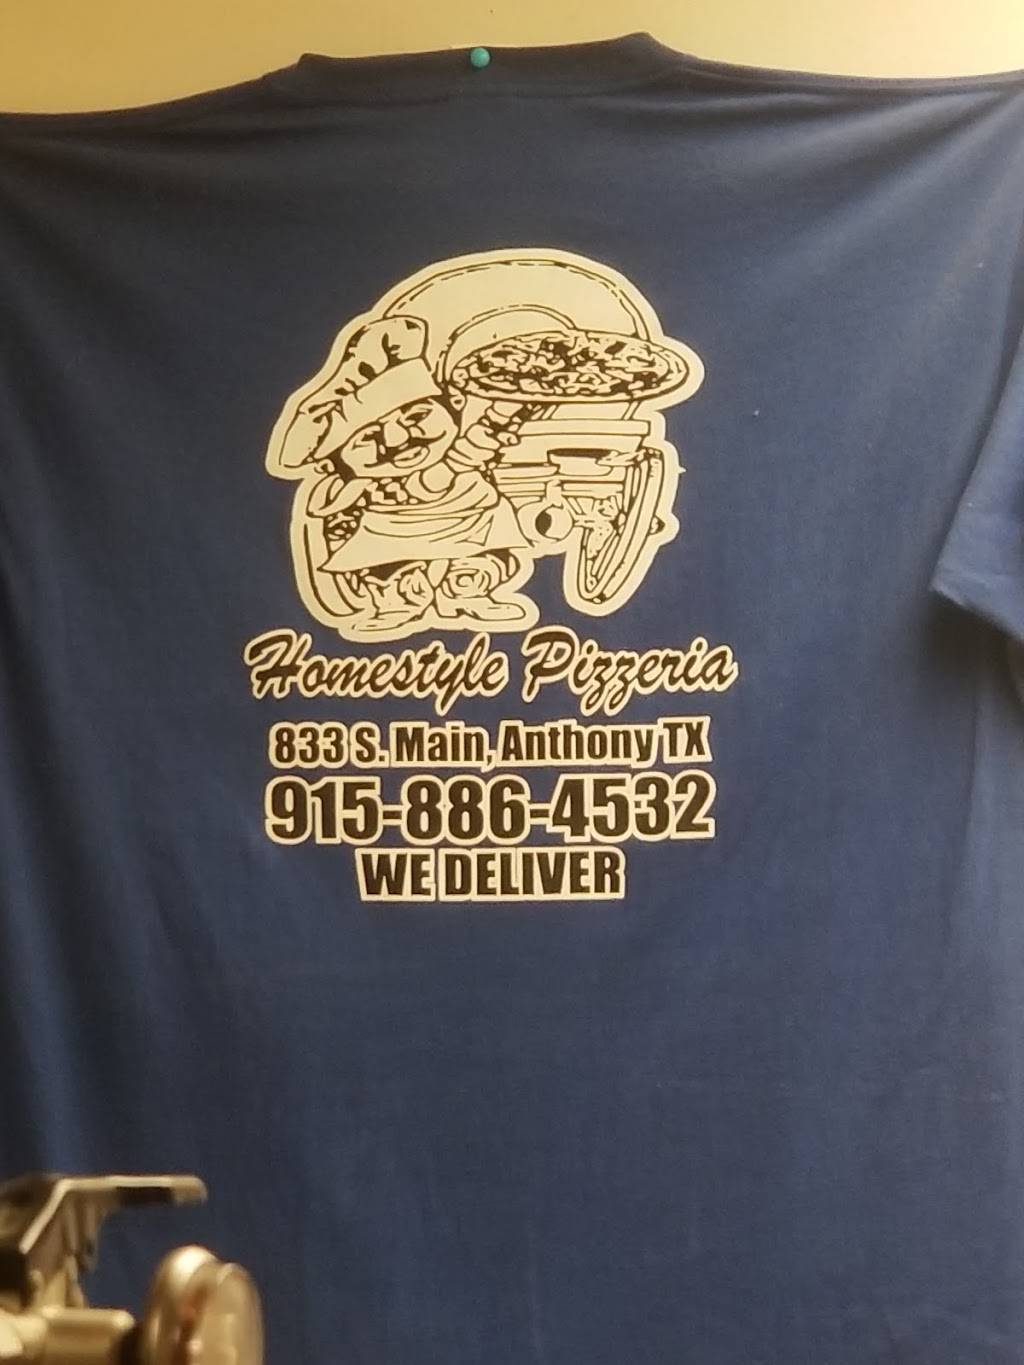 Homestyle Pizzeria
833 S. Main, Anthony TX
915-886-4532
WE DELIVER